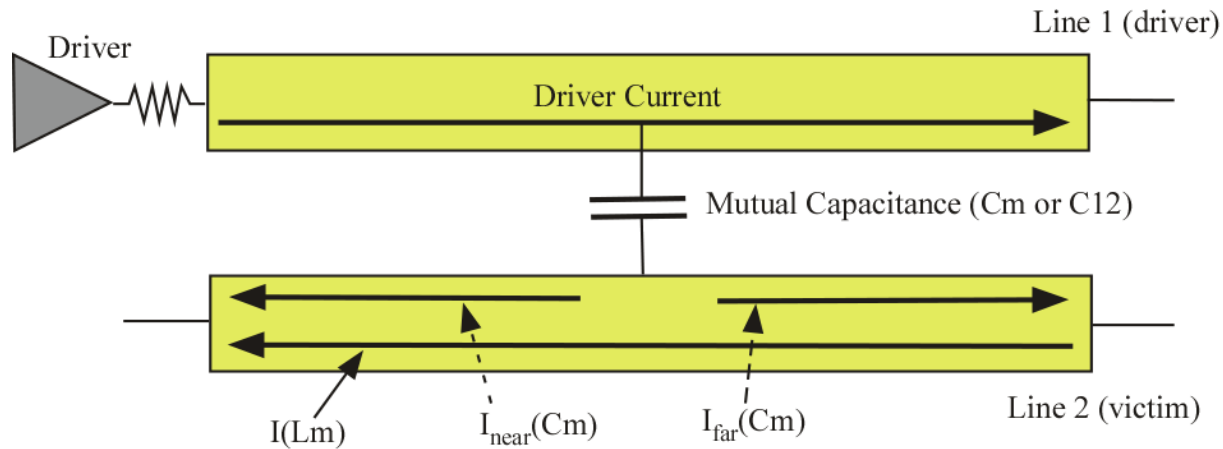 Line 1 (driver)
Driver
Driver Current
Mutual Capacitance (Cm or C12)
I(Lm)
Inear(Cm)
Ifar(Cm)
Line 2 (victim)